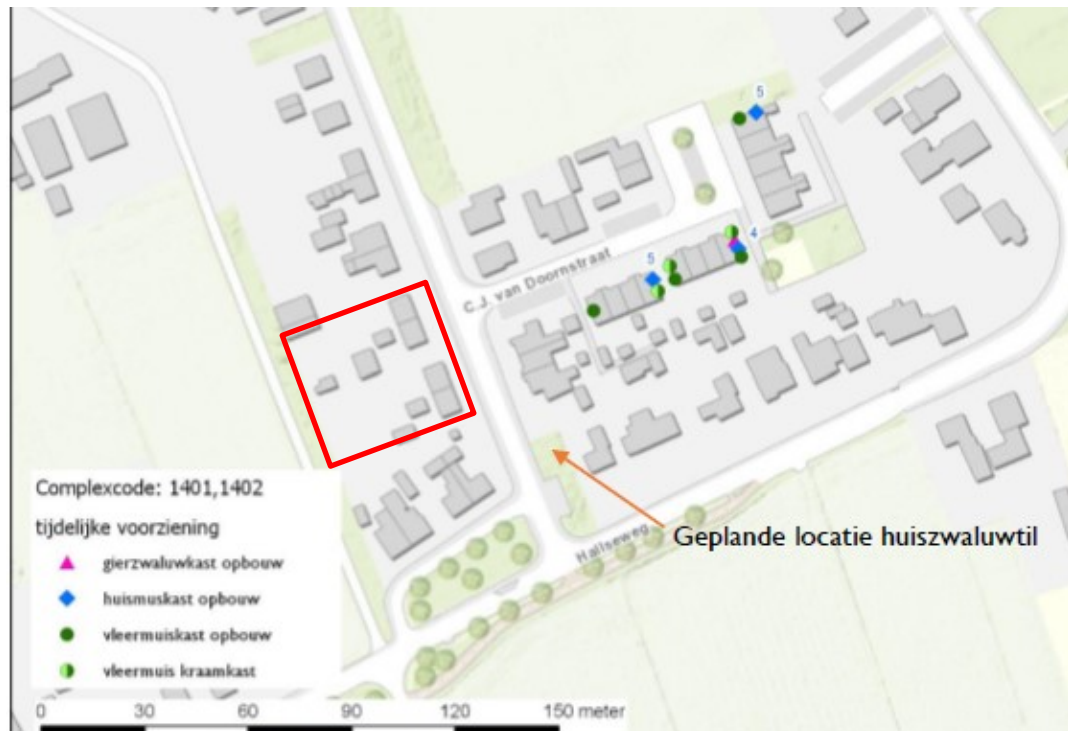 5
4
5
C.J. van Doornstraat
Geplande locatie huiszwaluwtil
Hallseweg
Complexcode: 1401,1402
tijdelijke voorziening
gierzwaluwkast opbouw
huismuskast opbouw
vleermuiskast opbouw
vleermuis kraamkast
0 30 60 90 120 150 meter